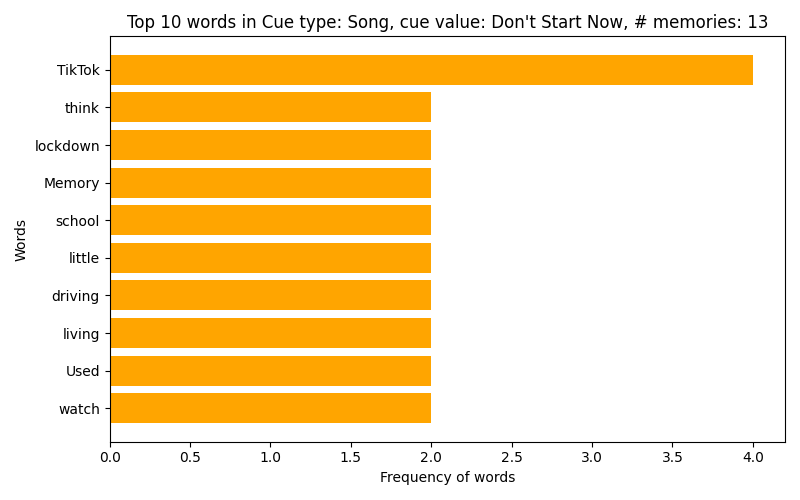 Top 10 words in Cue type: Song, cue value: Don't Start Now, # memories: 13
TikTok
think
lockdown
Memory
school
little
driving
living
Used
watch
Words
0.0 0.5 1.0 1.5 2.0 2.5 3.0 3.5 4.0
Frequency of words